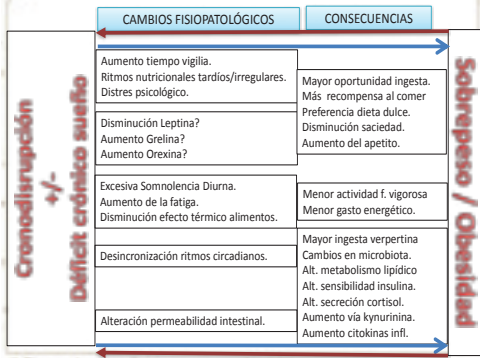 CAMBIOS FISIOPATOLÓGICOS
CONSECUENCIAS
Cronodisrupción
+/-
Déficit crónico sueño
Aumento tiempo vigilia.
Ritmos nutricionales tardíos/irregulares.
Distres psicológico.
Disminución Leptina?
Aumento Grelina?
Aumento Orexina?
Mayor oportunidad ingesta.
Más recompensa al comer
Preferencia dieta dulce.
Disminución saciedad.
Aumento del apetito.
Excesiva Somnolencia Diurna.
Aumento de la fatiga.
Disminución efecto térmico alimentos.
Menor actividad f. vigorosa
Menor gasto energético.
Desincronización ritmos circadianos.
Alteración permeabilidad intestinal.
Mayor ingesta verpertina
Cambios en microbiota.
Alt. metabolismo lipídico
Alt. sensibilidad insulina.
Alt. secreción cortisol.
Aumento vía kynurinina.
Aumento citokinas infl.
Sobrepeso / Obesidad